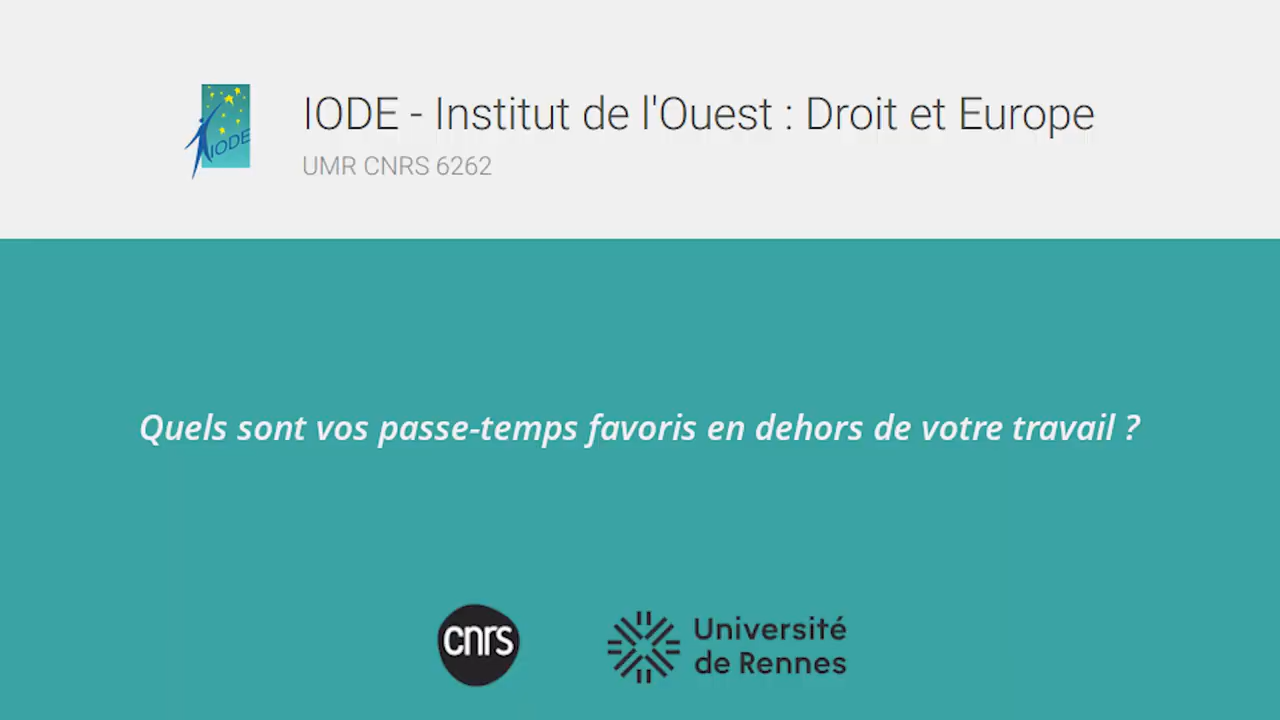 IODE
IODE - Institut de l'Ouest : Droit et Europe
UMR CNRS 6262
Quels sont vos passe-temps favoris en dehors de votre travail ?
cnrs
Université
de Rennes